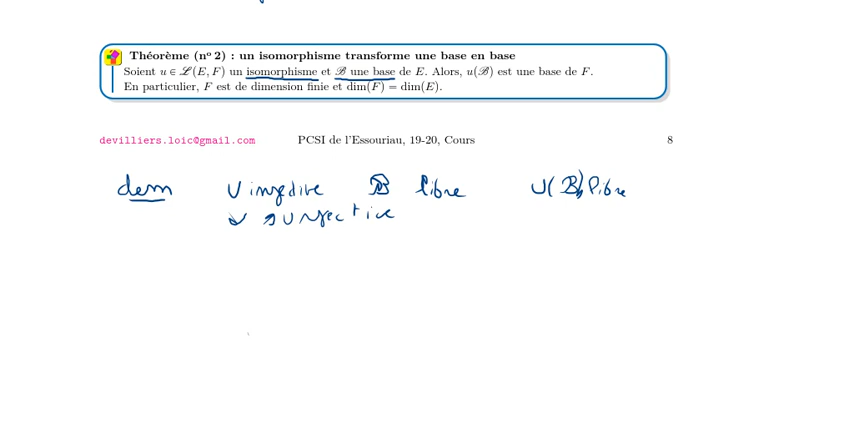 Théorème (nº 2) : un isomorphisme transforme une base en base
Soient u ∈ ℒ(E, F) un isomorphisme et ℬ une base de E. Alors, u(ℬ) est une base de F.
En particulier, F est de dimension finie et dim(F) = dim(E).
devilliers.loic@gmail.com PCSI de l'Essouriau, 19-20, Cours 8
dem U injective B libre U(B) libre
U surjective